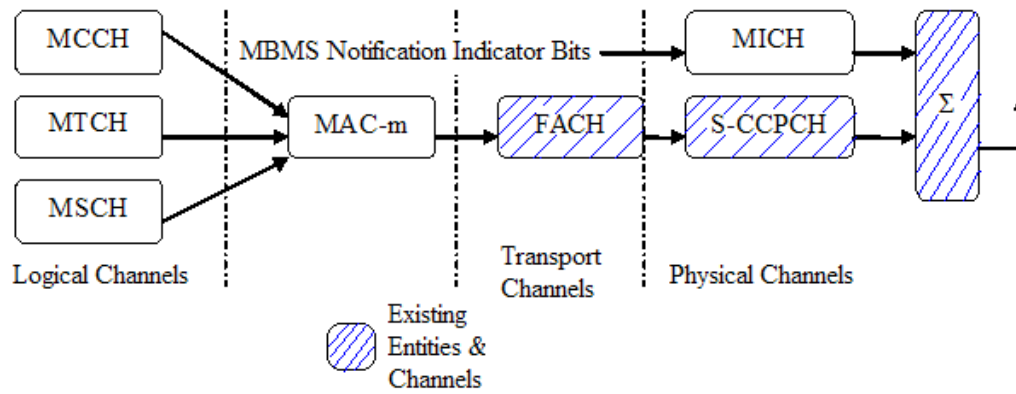 MCCH
MBMS Notification Indicator Bits
MICH
MTCH
MAC-m
FACH
S-CCPCH
Σ
MSCH
Logical Channels
Transport
Channels
Physical Channels
Existing
Entities &
Channels